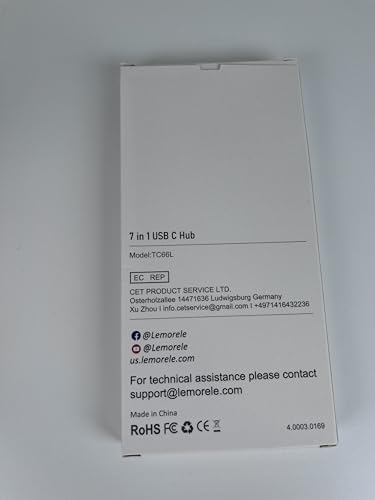 7 in 1 USB C Hub
Model:TC66L
EC REP
CET PRODUCT SERVICE LTD.
Osterholzallee 14471636 Ludwigsburg Germany
Xu Zhou I info.cetservice@gmail.com I +4971416432236
@Lemorele
@Lemorele
us.lemorele.com
For technical assistance please contact
support@lemorele.com
Made in China
RoHS FC CE
4.0003.0169